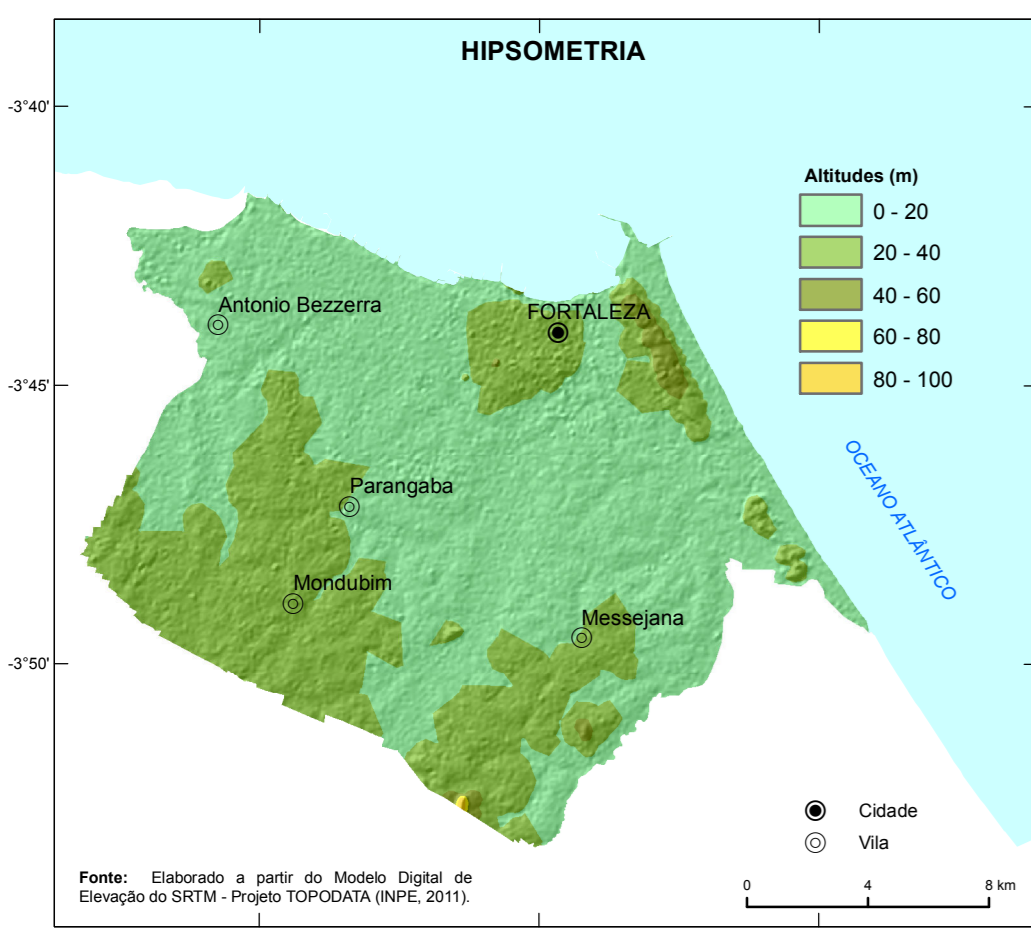 HIPSOMETRIA
-3°40'
Altitudes (m)
0 - 20
20 - 40
40 - 60
60 - 80
80 - 100
Antonio Bezzerra
FORTALEZA
-3°45'
OCEANO ATLÂNTICO
Parangaba
Mondubim
Messejana
-3°50'
Cidade
Vila
Fonte: Elaborado a partir do Modelo Digital de
Elevação do SRTM - Projeto TOPODATA (INPE, 2011).
0 4 8 km